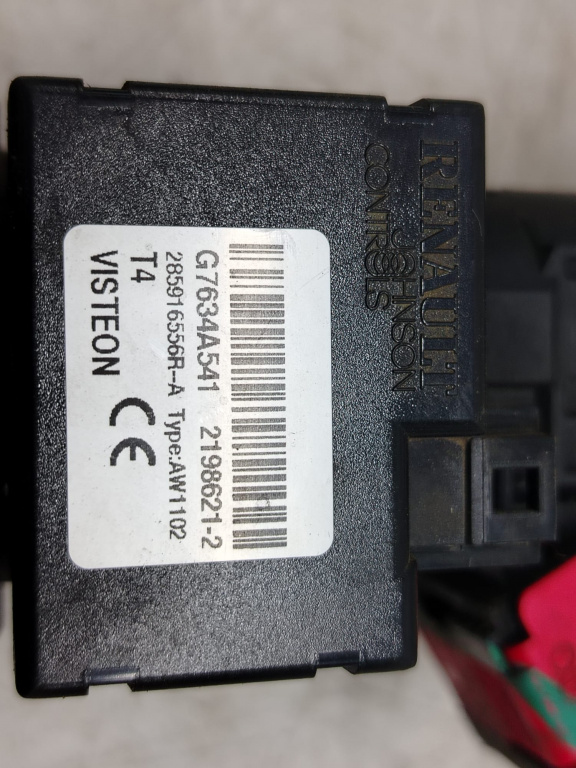 RENAULT
JOHNSON
CONTROLS
G7634A541 2198621-2
285916556R--A Type:AW1102
T4
VISTEON
CE